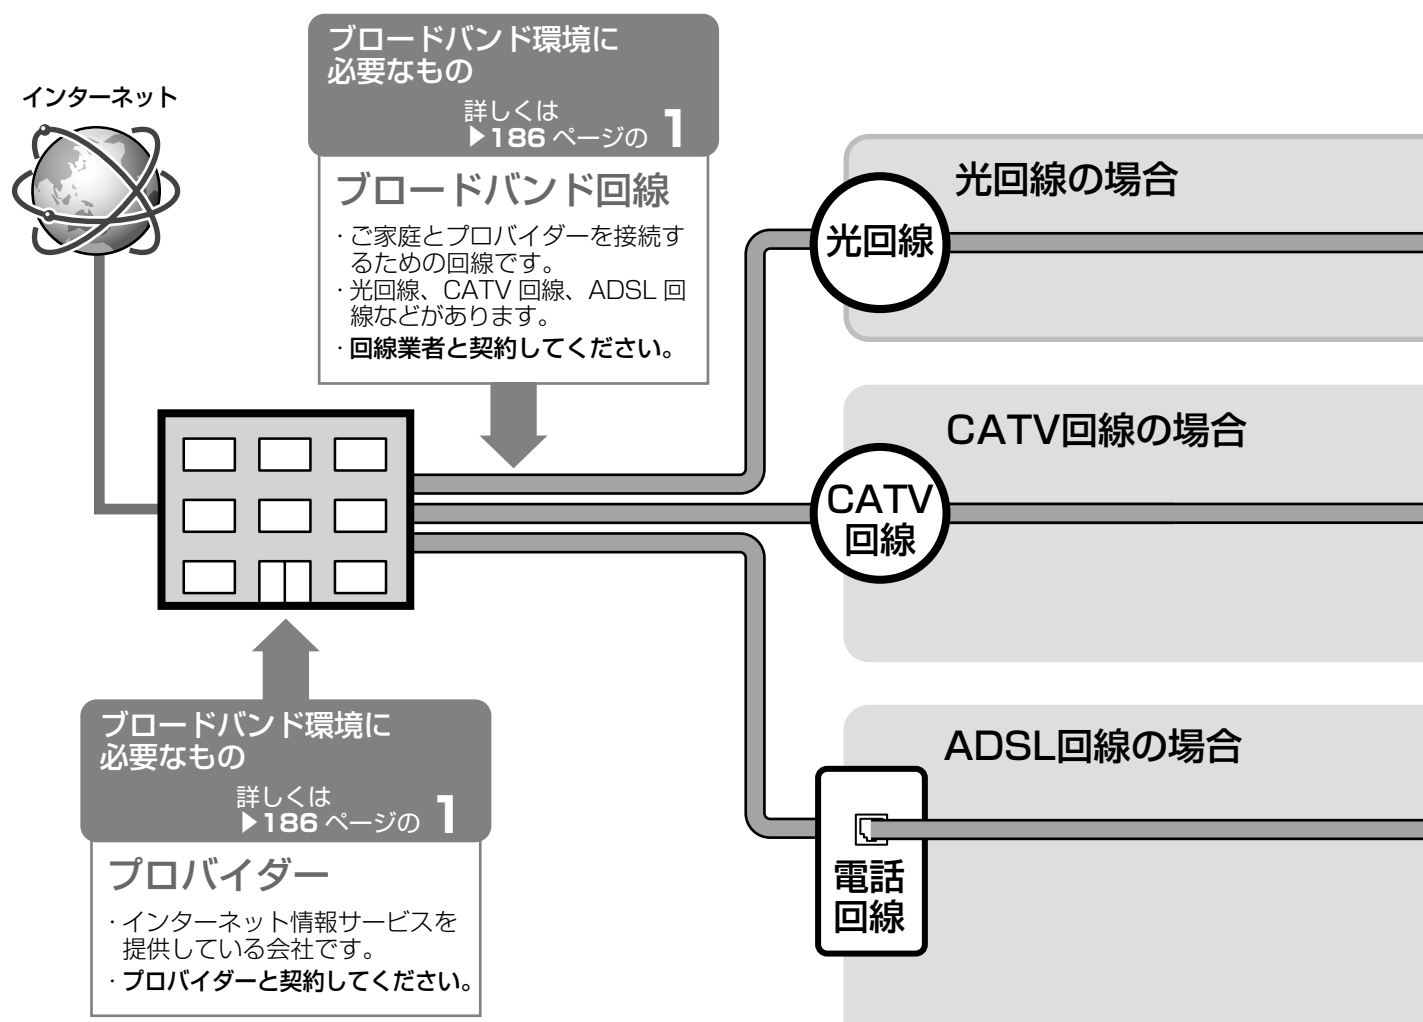 インターネット
ブロードバンド環境に
必要なもの
詳しくは
▶186 ページの 1
ブロードバンド回線
・ご家庭とプロバイダーを接続す
るための回線です。
・光回線、CATV 回線、ADSL 回
線などがあります。
・回線業者と契約してください。
光回線の場合
光回線
CATV回線の場合
CATV
回線
ADSL回線の場合
電話
回線
ブロードバンド環境に
必要なもの
詳しくは
▶186 ページの 1
プロバイダー
・インターネット情報サービスを
提供している会社です。
・プロバイダーと契約してください。